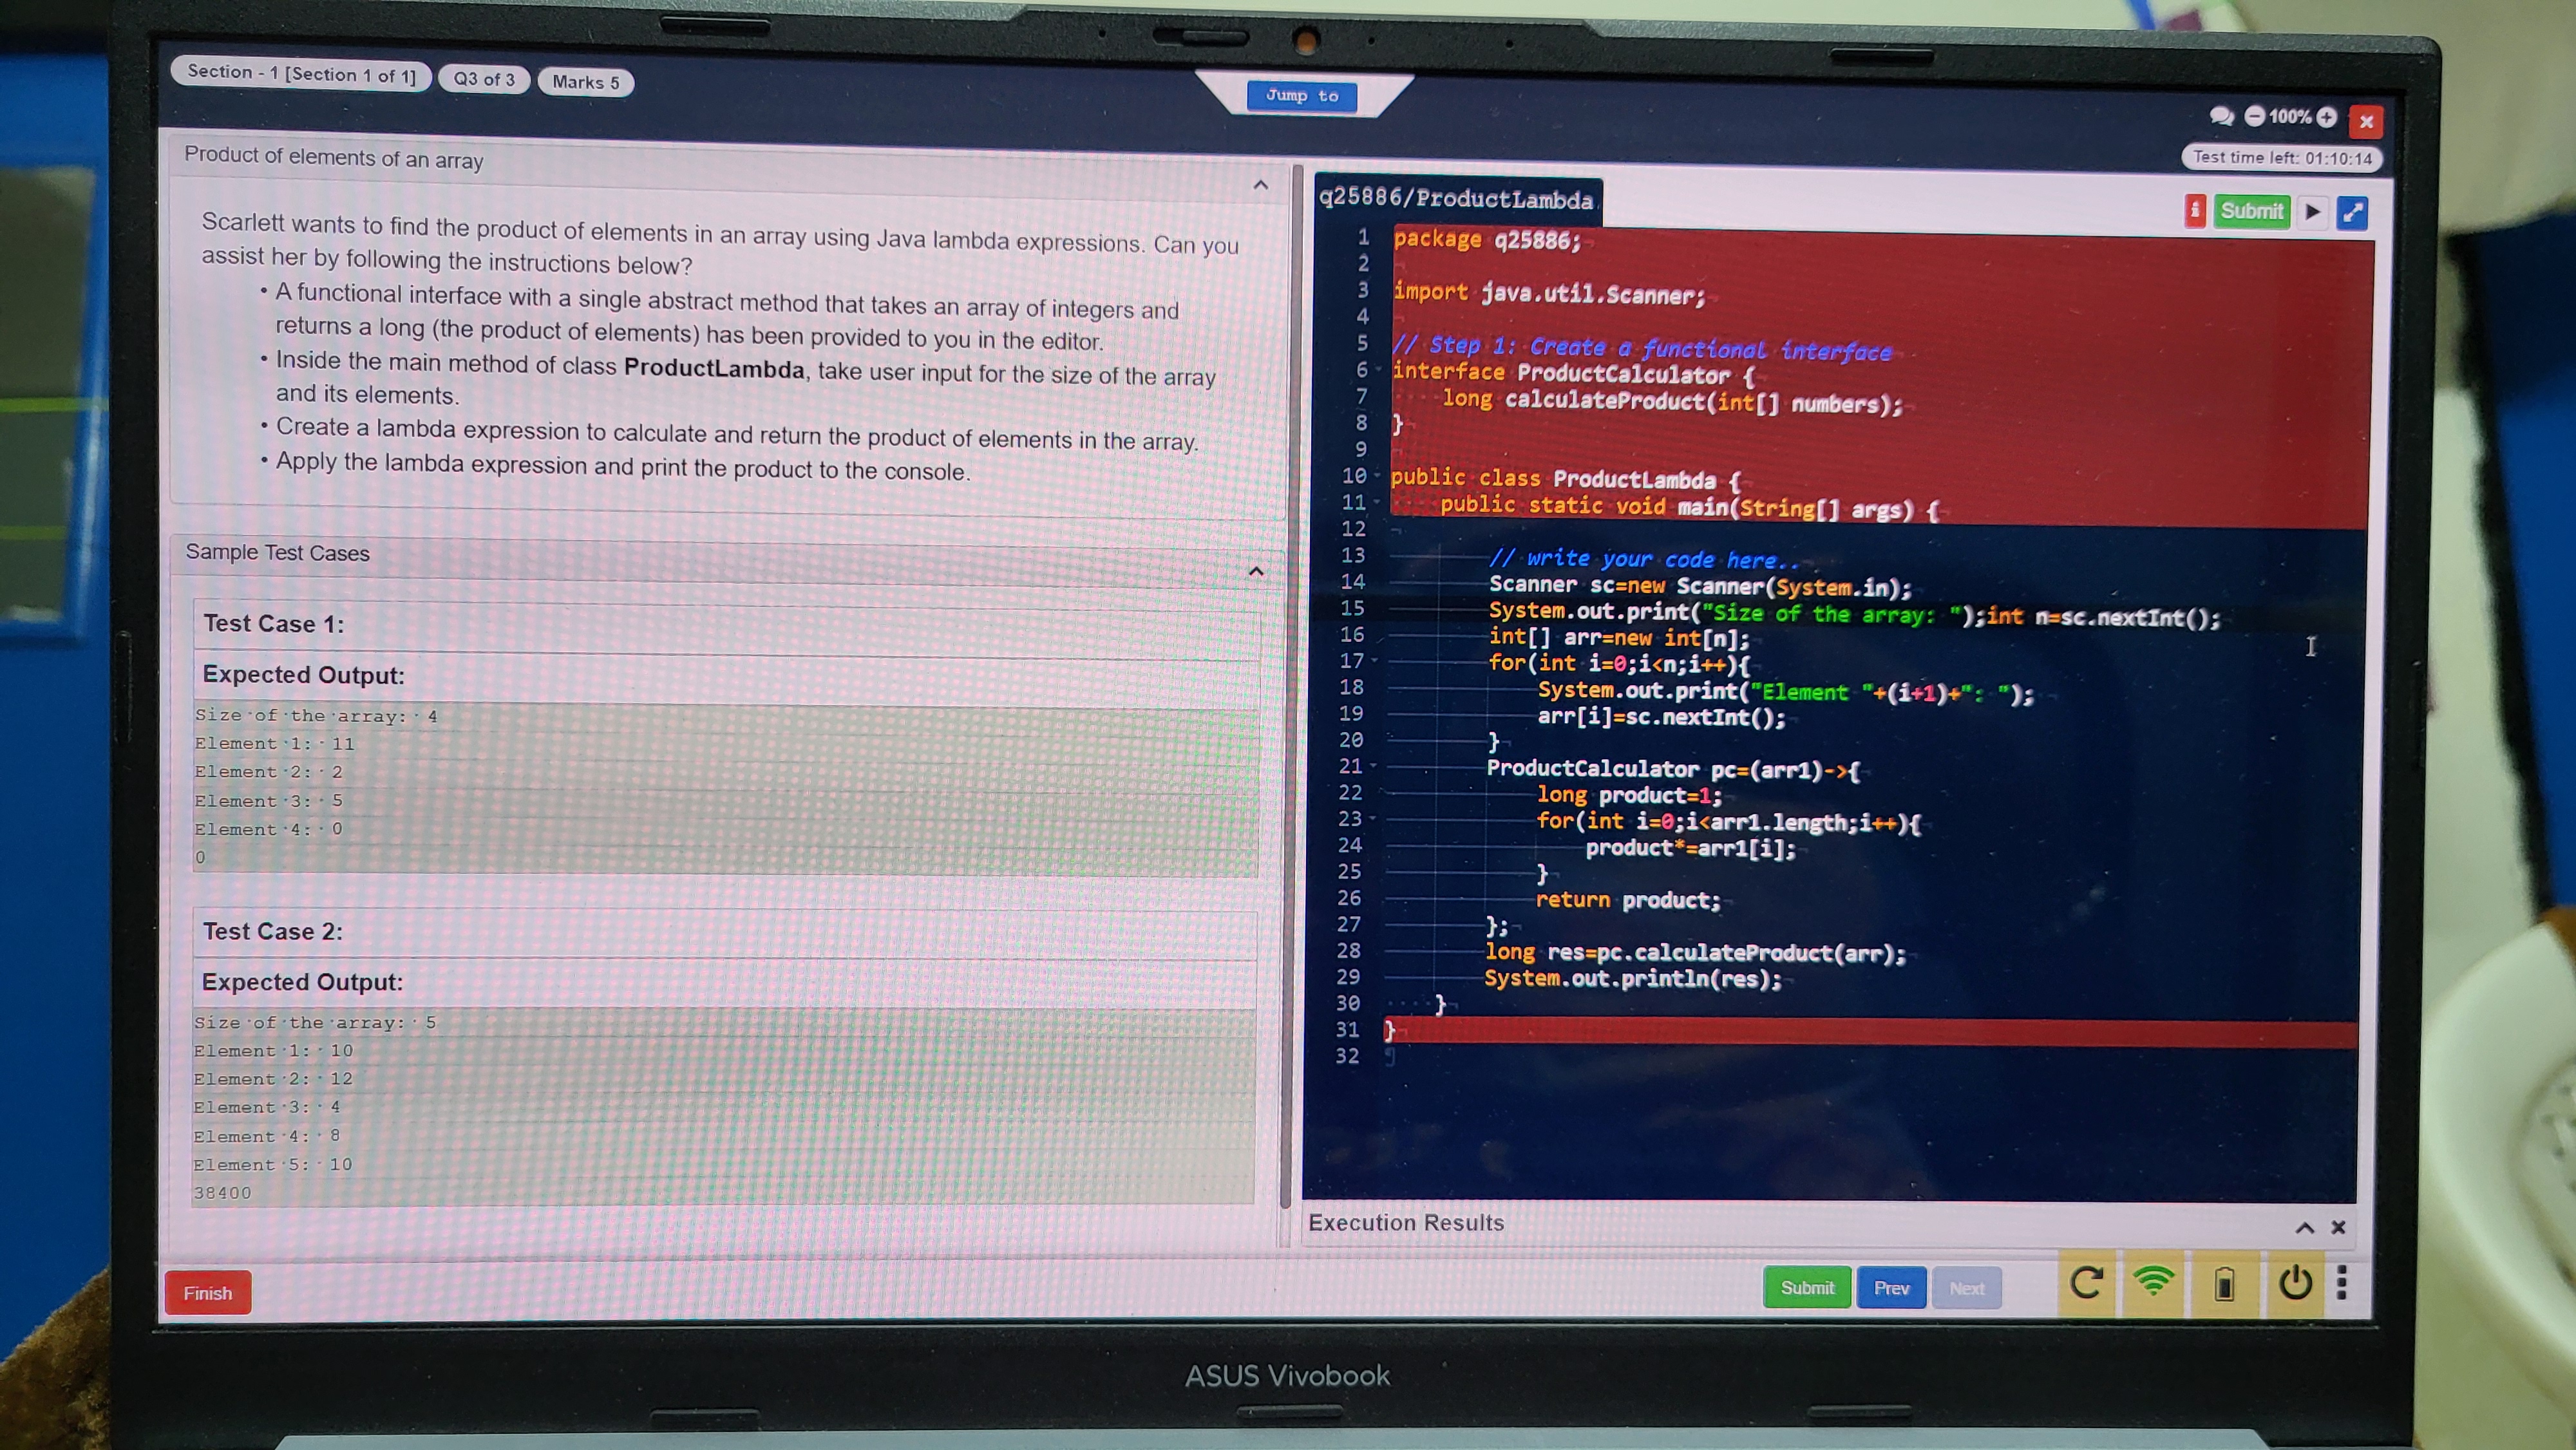 Section - 1 [Section 1 of 1] Q3 of 3 Marks 5
Jump to
100%
Test time left: 01:10:14
Product of elements of an array
Scarlett wants to find the product of elements in an array using Java lambda expressions. Can you
assist her by following the instructions below?
• A functional interface with a single abstract method that takes an array of integers and
returns a long (the product of elements) has been provided to you in the editor.
• Inside the main method of class ProductLambda, take user input for the size of the array
and its elements.
• Create a lambda expression to calculate and return the product of elements in the array.
• Apply the lambda expression and print the product to the console.
Sample Test Cases
Test Case 1:
Expected Output:
Size of the array: 4
Element 1: 11
Element 2: 2
Element 3: 5
Element 4: 0
0
Test Case 2:
Expected Output:
Size of the array: 5
Element 1: 10
Element 2: 12
Element 3: 4
Element 4: 8
Element 5: 10
38400
q25886/ProductLambda
Submit
1 package q25886;
2
3 import java.util.Scanner;
4
5 // Step 1: Create a functional interface
6 interface ProductCalculator {
7 long calculateProduct(int[] numbers);
8 }
9
10 public class ProductLambda {
11 public static void main(String[] args) {
12
13 // write your code here..
14 Scanner sc=new Scanner(System.in);
15 System.out.print("Size of the array: ");int n=sc.nextInt();
16 int[] arr=new int[n];
17 for(int i=0;i<n;i++){
18 System.out.print("Element "+(i+1)+": ");
19 arr[i]=sc.nextInt();
20 }
21 ProductCalculator pc=(arr1)->{
22 long product=1;
23 for(int i=0;i<arr1.length;i++){
24 product*=arr1[i];
25 }
26 return product;
27 };
28 long res=pc.calculateProduct(arr);
29 System.out.println(res);
30 }
31 }
32
Execution Results
Finish
Submit Prev Next
ASUS Vivobook